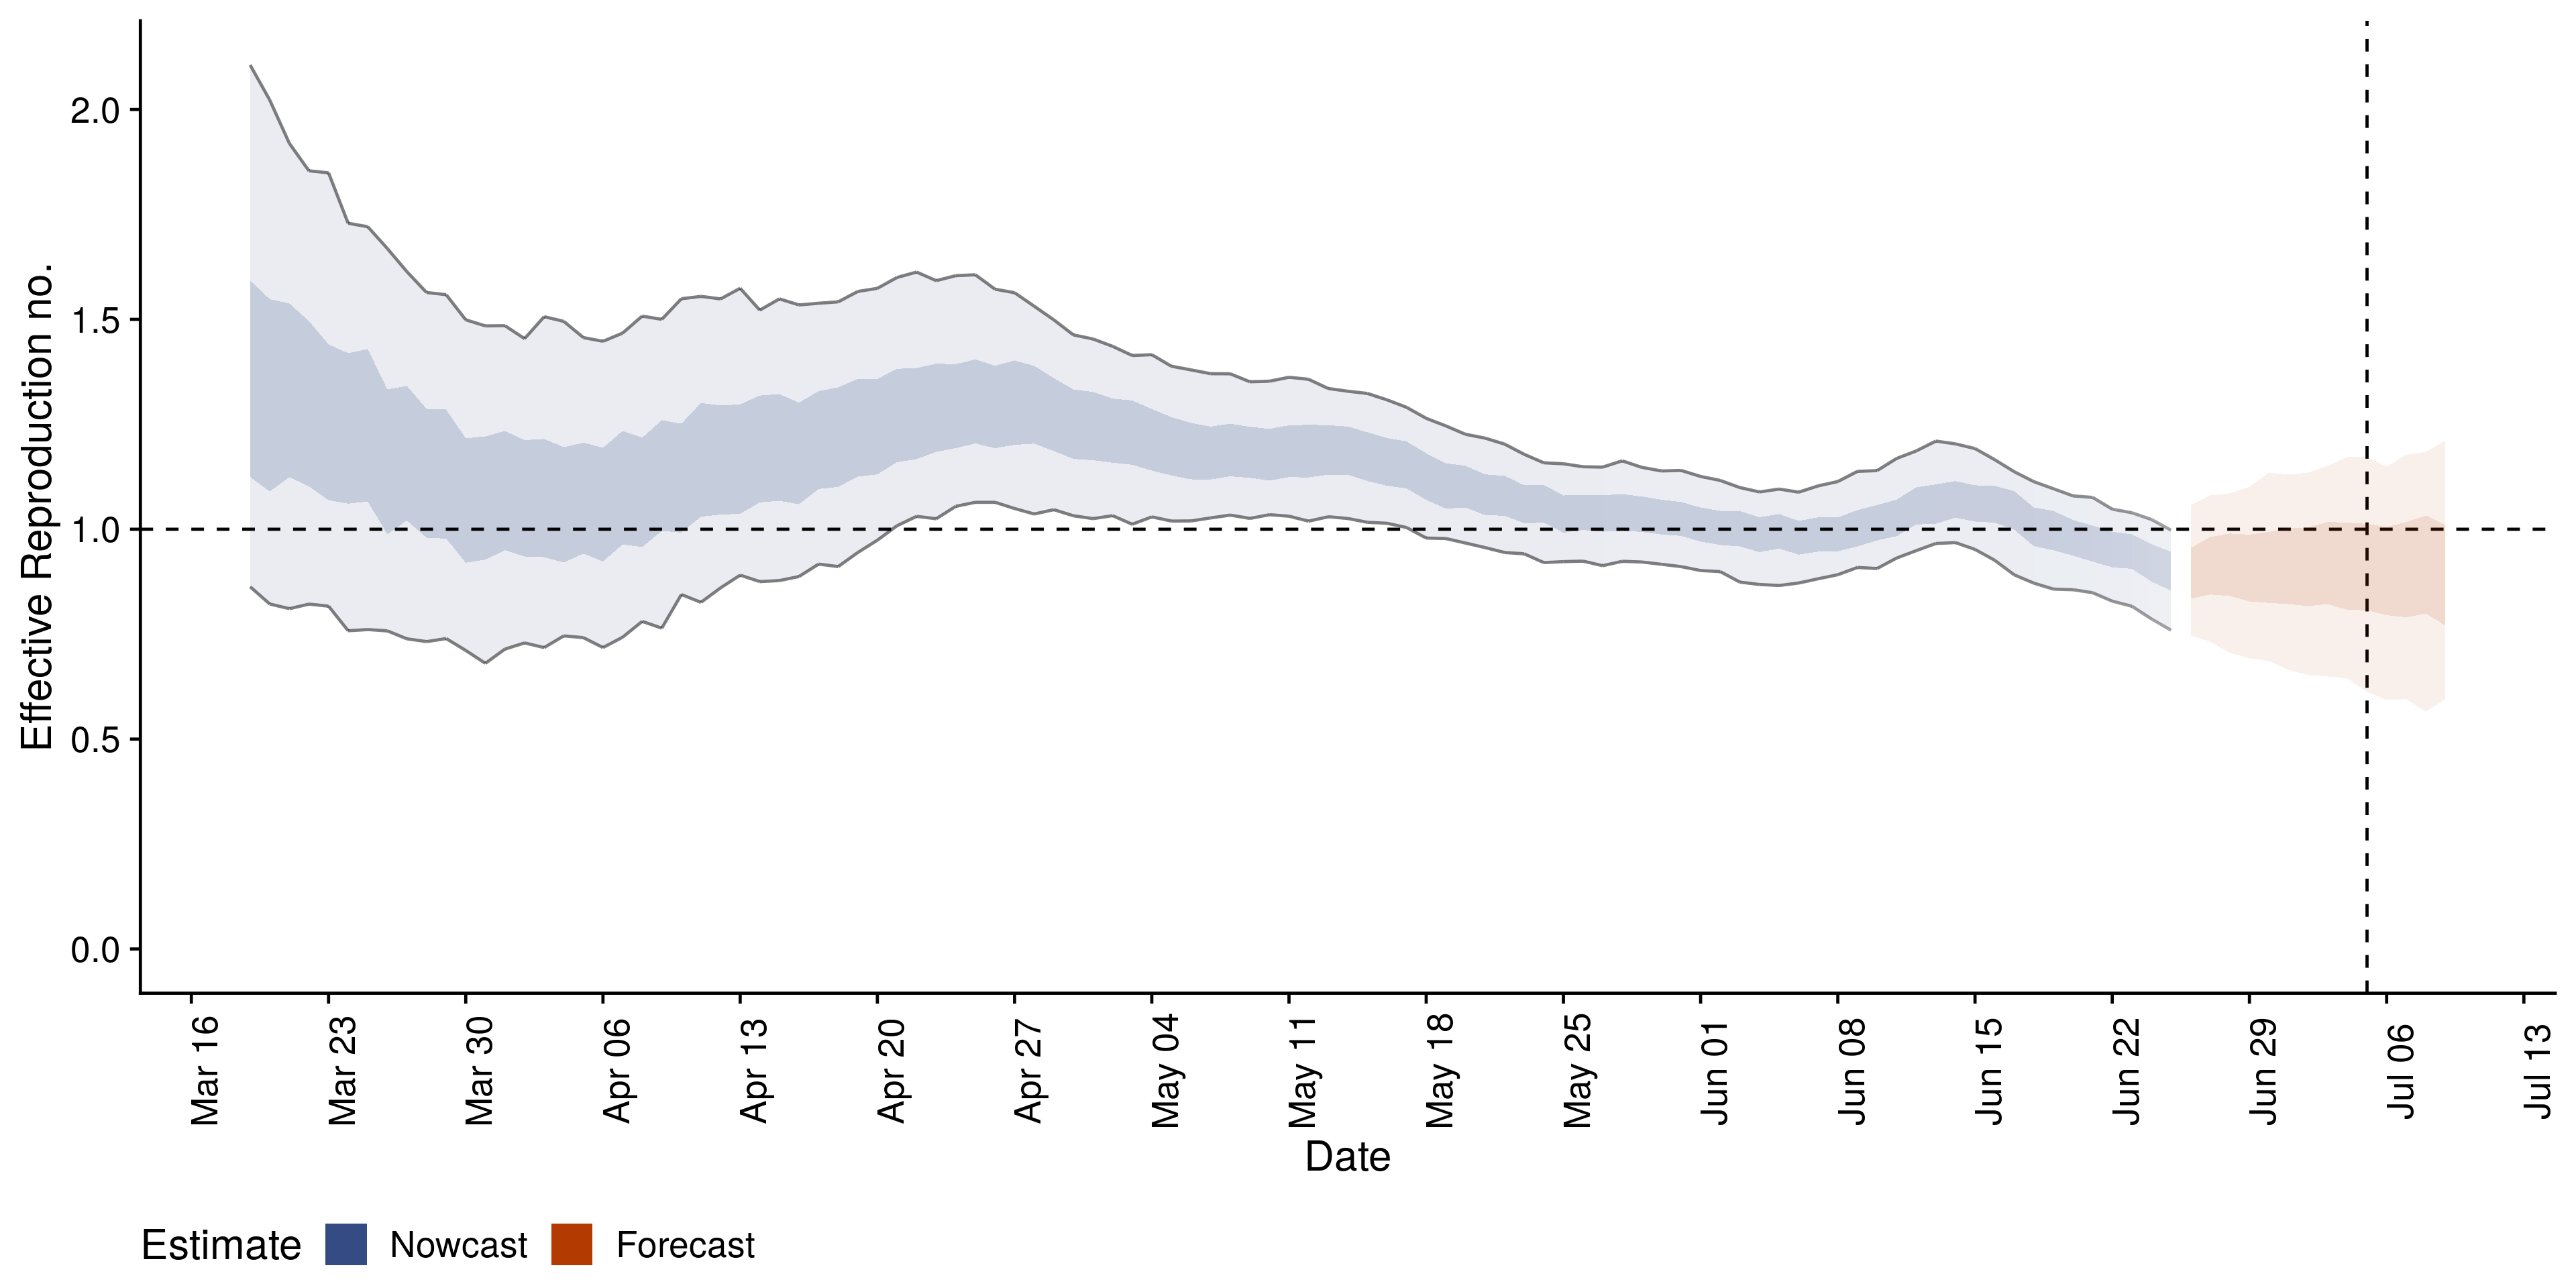 Effective Reproduction no.
2.0
1.5
1.0
0.5
0.0
Mar 16
Mar 23
Mar 30
Apr 06
Apr 13
Apr 20
Apr 27
May 04
May 11
May 18
May 25
Jun 01
Jun 08
Jun 15
Jun 22
Jun 29
Jul 06
Jul 13
Date
Estimate Nowcast Forecast